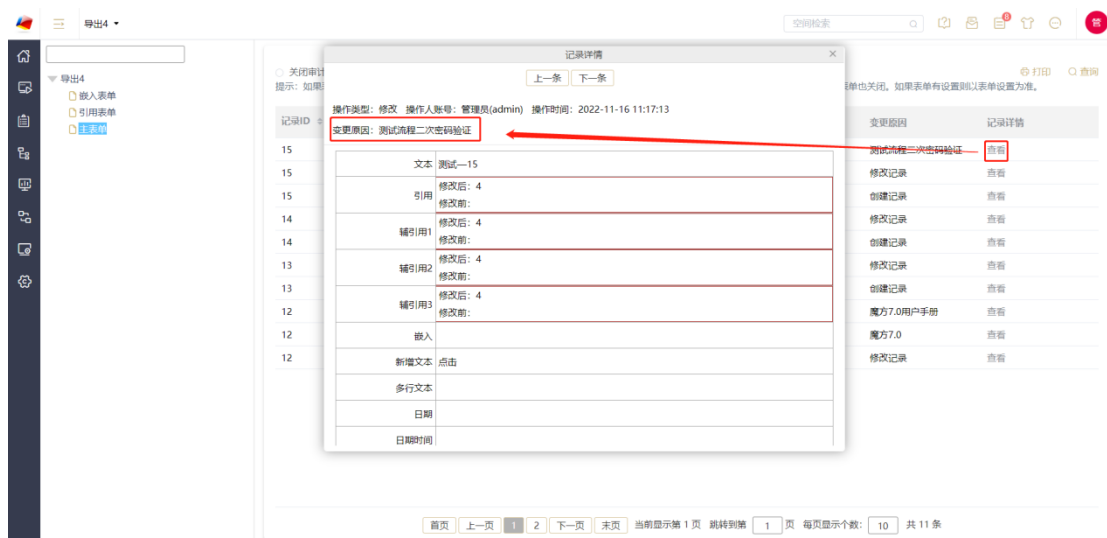 导出4
空间检索
8
管
导出4
嵌入表单
引用表单
主表单
关闭审计
打印
查询
提示：如果
单也关闭。如果表单有设置则以表单设置为准。
记录详情
上一条 下一条
操作类型：修改 操作人账号：管理员(admin) 操作时间：2022-11-16 11:17:13
变更原因：测试流程二次密码验证
文本 测试—15
引用 修改后：4
修改前：
辅引用1 修改后：4
修改前：
辅引用2 修改后：4
修改前：
辅引用3 修改后：4
修改前：
嵌入
新增文本 点击
多行文本
日期
日期时间
记录ID 变更原因 记录详情
15 测试流程二次密码验证 查看
15 修改记录 查看
15 创建记录 查看
14 修改记录 查看
14 创建记录 查看
13 修改记录 查看
13 创建记录 查看
12 魔方7.0用户手册 查看
12 魔方7.0 查看
12 修改记录 查看
首页 上一页 1 2 下一页 末页 当前显示第 1 页 跳转到第 1 页 每页显示个数： 10 共 11 条